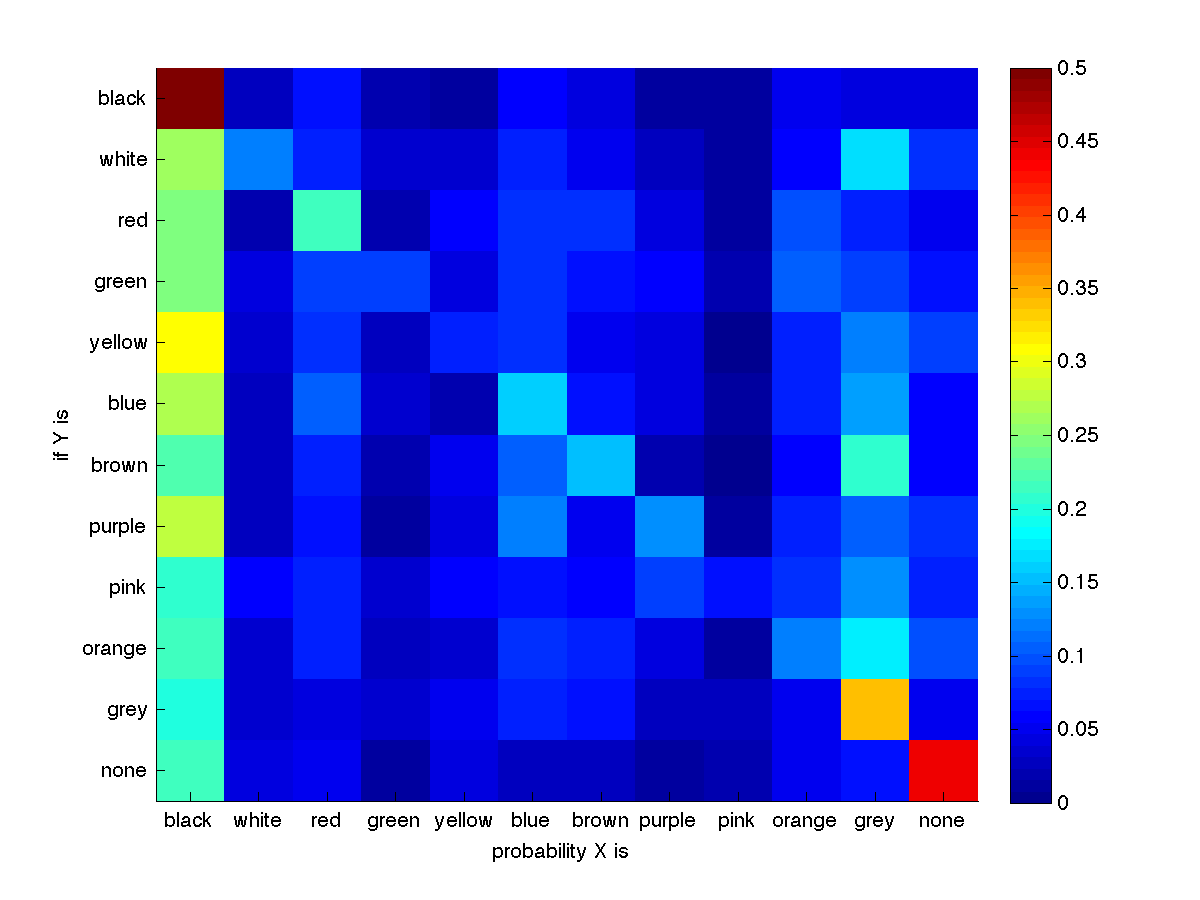 if Y is
black
white
red
green
yellow
blue
brown
purple
pink
orange
grey
none
black white red green yellow blue brown purple pink orange grey none
probability X is
0.5
0.45
0.4
0.35
0.3
0.25
0.2
0.15
0.1
0.05
0